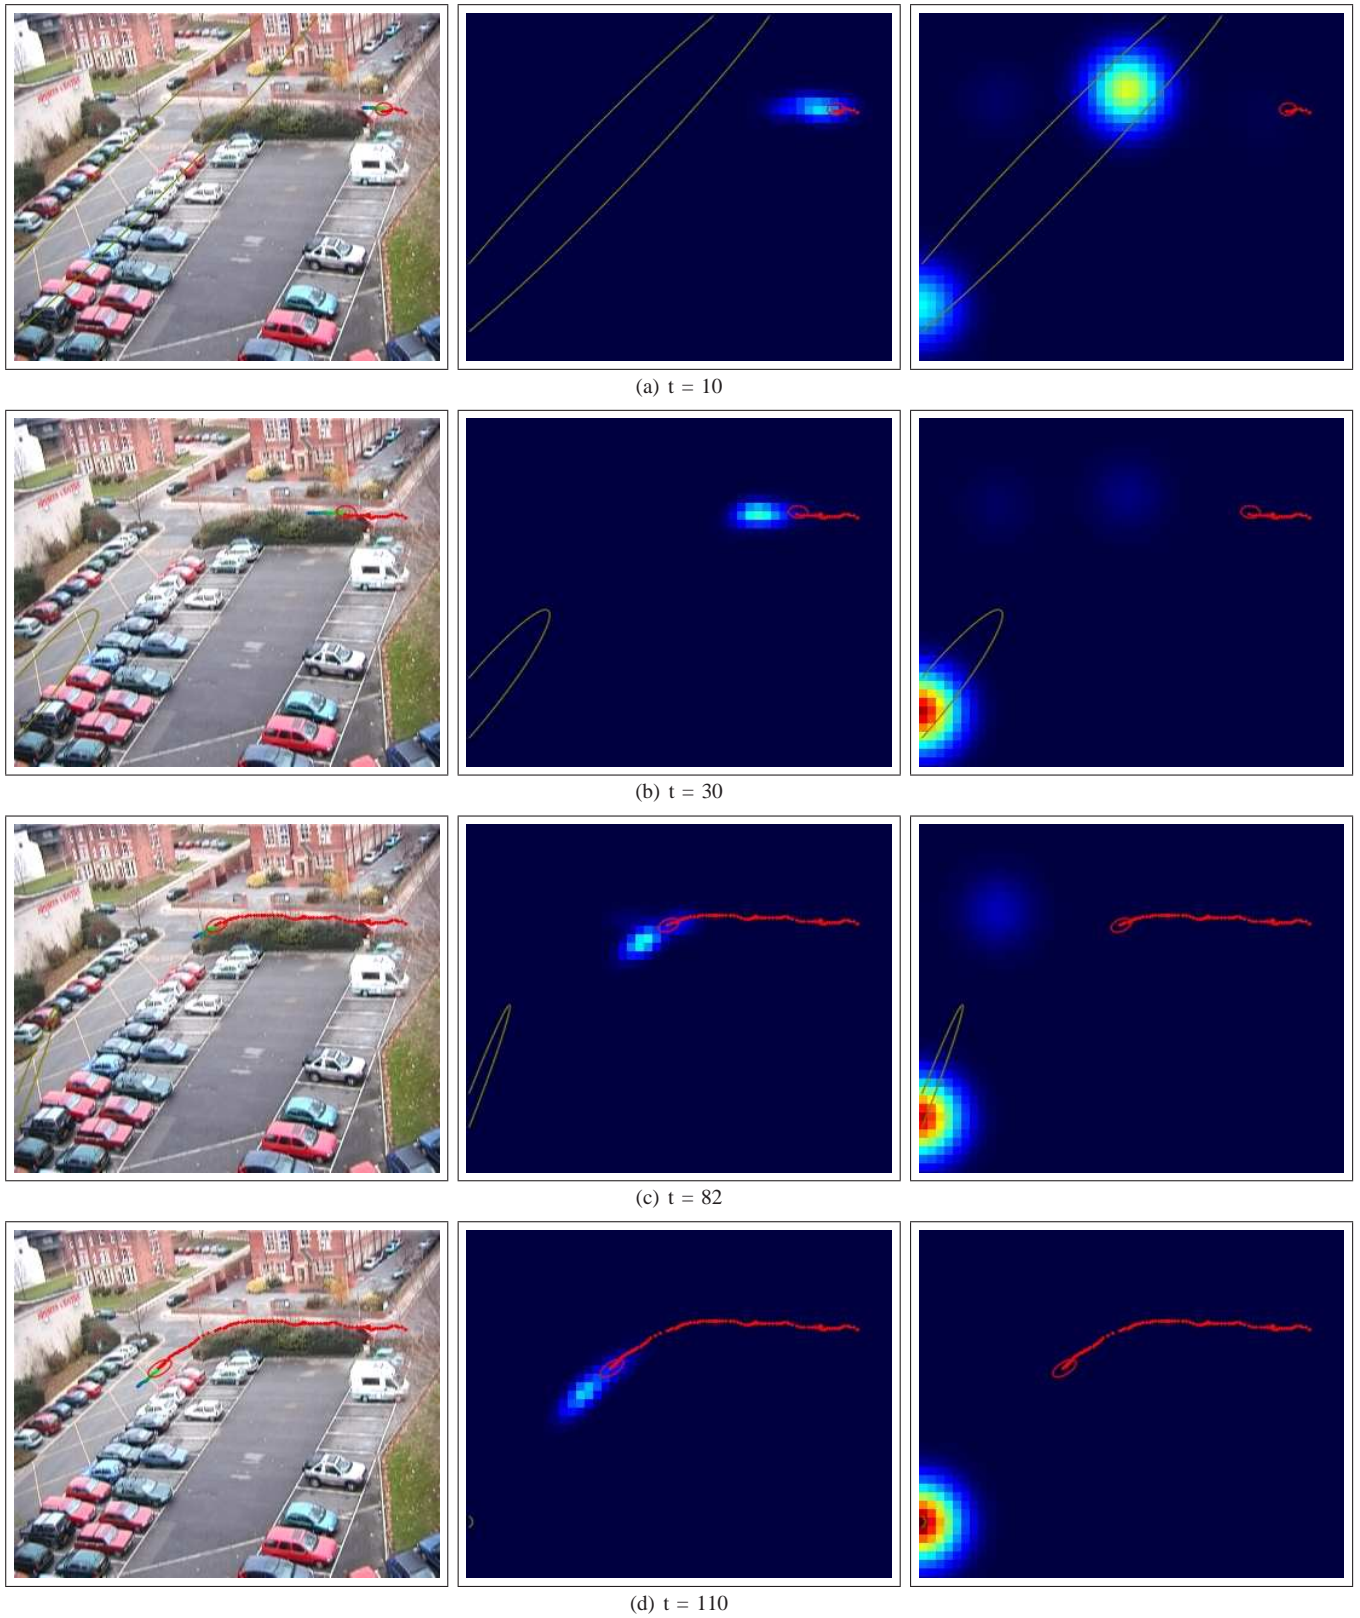 (a) t = 10
(b) t = 30
(c) t = 82
(d) t = 110